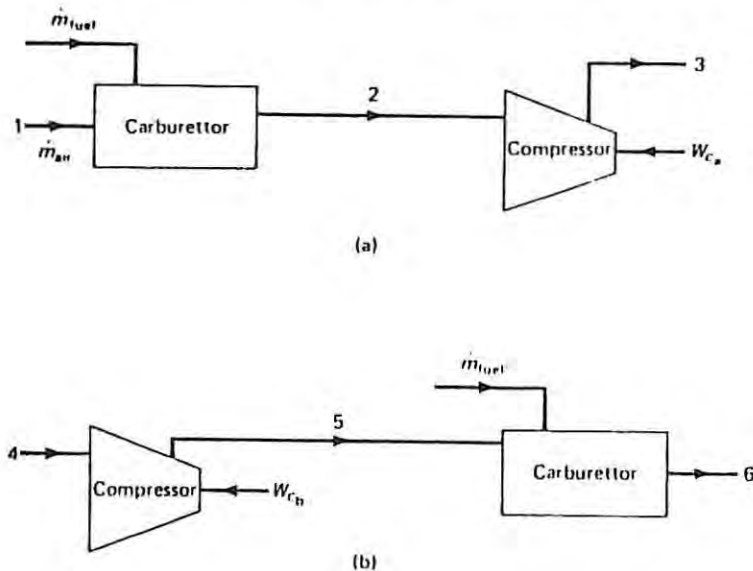 ṁfuel
2
3
1
Carburettor
Compressor
Wca
ṁair
(a)
ṁfuel
5
4
Carburettor
6
Compressor
Wcb
(b)